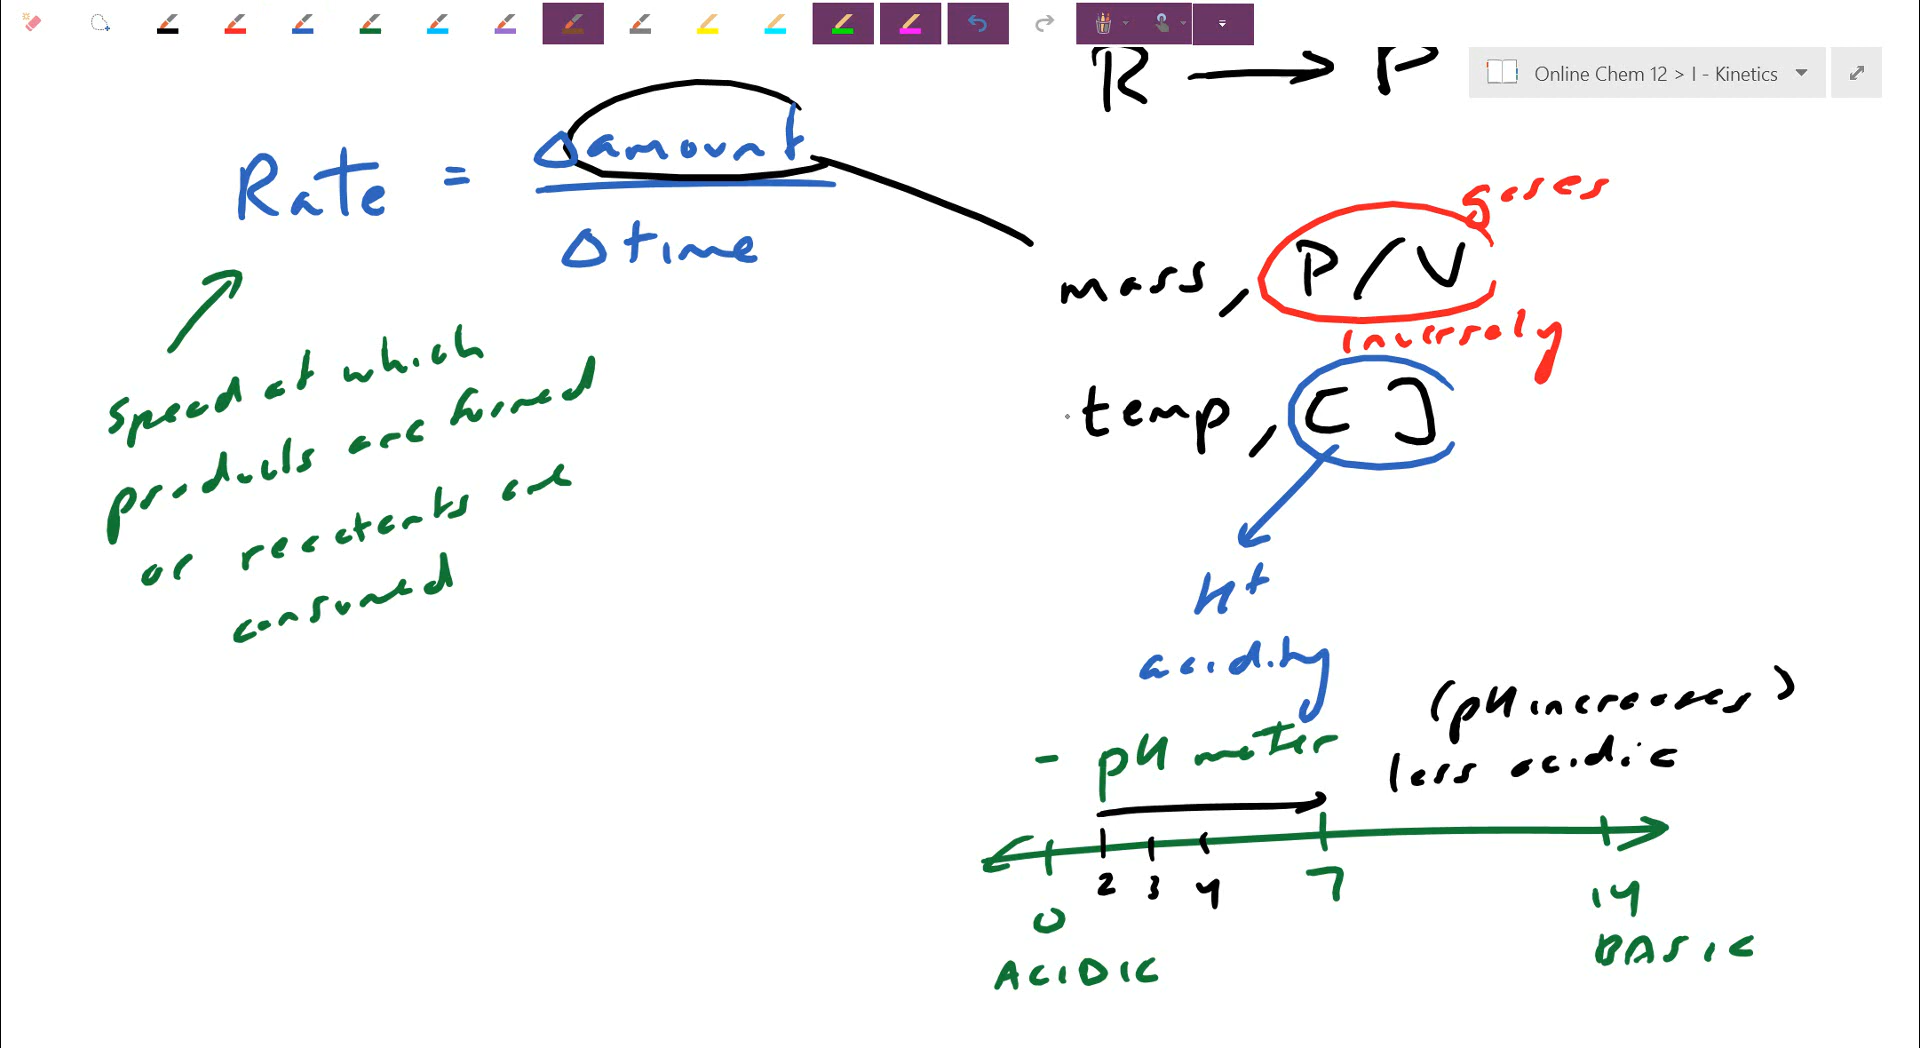 R → P
Online Chem 12 > I - Kinetics
Rate = Δamount / Δtime
Speed at which
products are formed
or reactants are
consumed
gases
mass, P/V
inversely
temp, [ ]
H+
acidity
- pH meter
(pH increases)
less acidic
0 2 3 4 7 14
ACIDIC BASIC